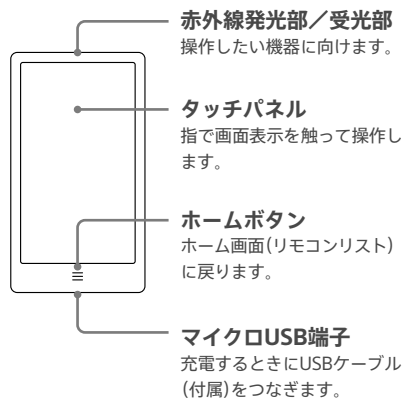 赤外線発光部／受光部
操作したい機器に向けます。
タッチパネル
指で画面表示を触って操作し
ます。
ホームボタン
ホーム画面(リモコンリスト)
に戻ります。
マイクロUSB端子
充電するときにUSBケーブル
(付属)をつなぎます。